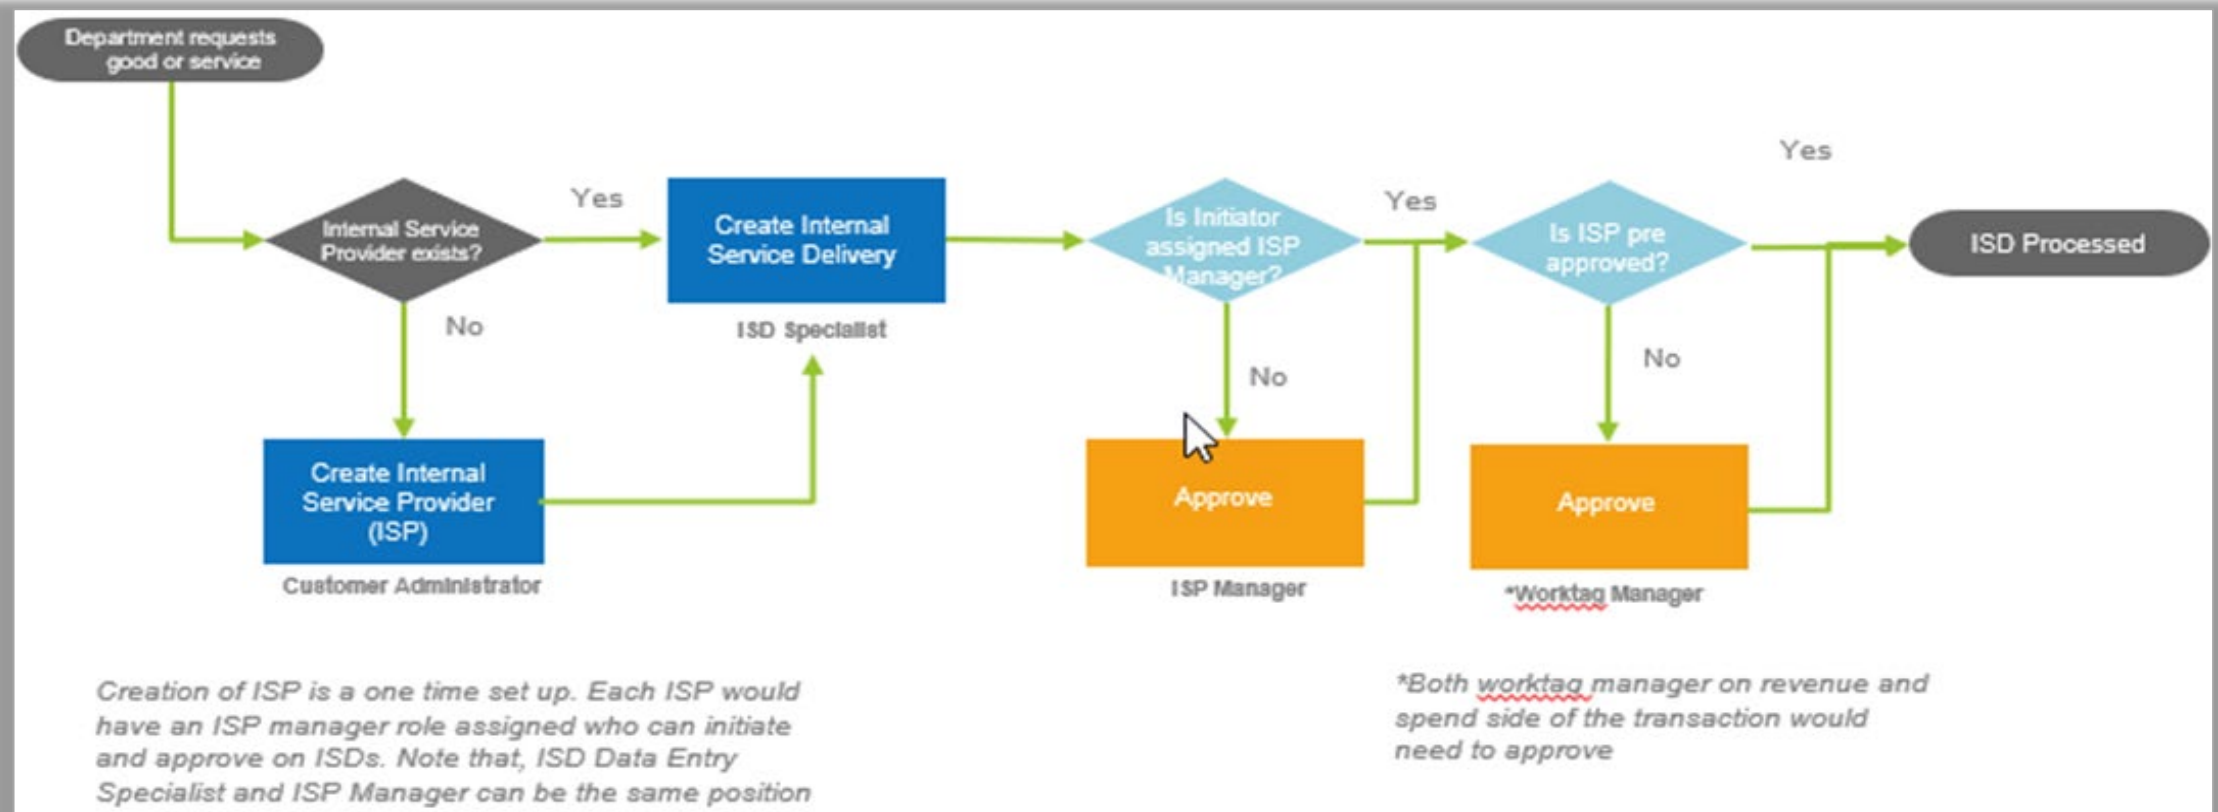 Department requests
good or service
Internal Service
Provider exists?
Yes
No
Create Internal
Service Delivery
ISD Specialist
Create Internal
Service Provider
(ISP)
Customer Administrator
Is Initiator
assigned ISP
Manager?
Yes
No
Approve
ISP Manager
Is ISP pre
approved?
Yes
No
Approve
*Worktag Manager
ISD Processed
Creation of ISP is a one time set up. Each ISP would
have an ISP manager role assigned who can initiate
and approve on ISDs. Note that, ISD Data Entry
Specialist and ISP Manager can be the same position
*Both worktag manager on revenue and
spend side of the transaction would
need to approve